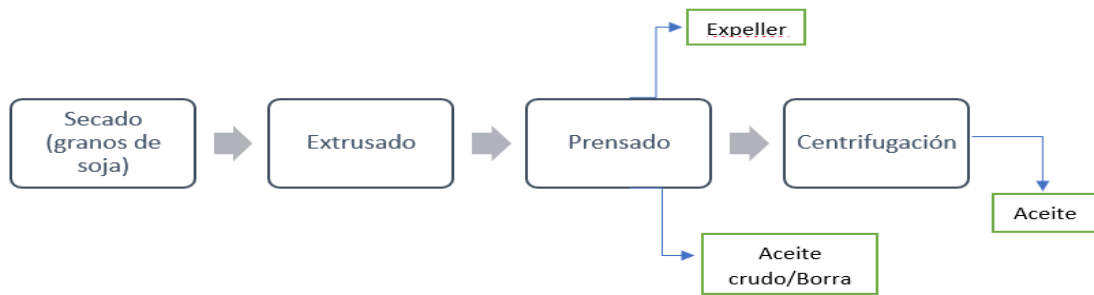 Expeller
Secado
(granos de
soja)
Extrusado
Prensado
Centrifugación
Aceite
Aceite
crudo/Borra